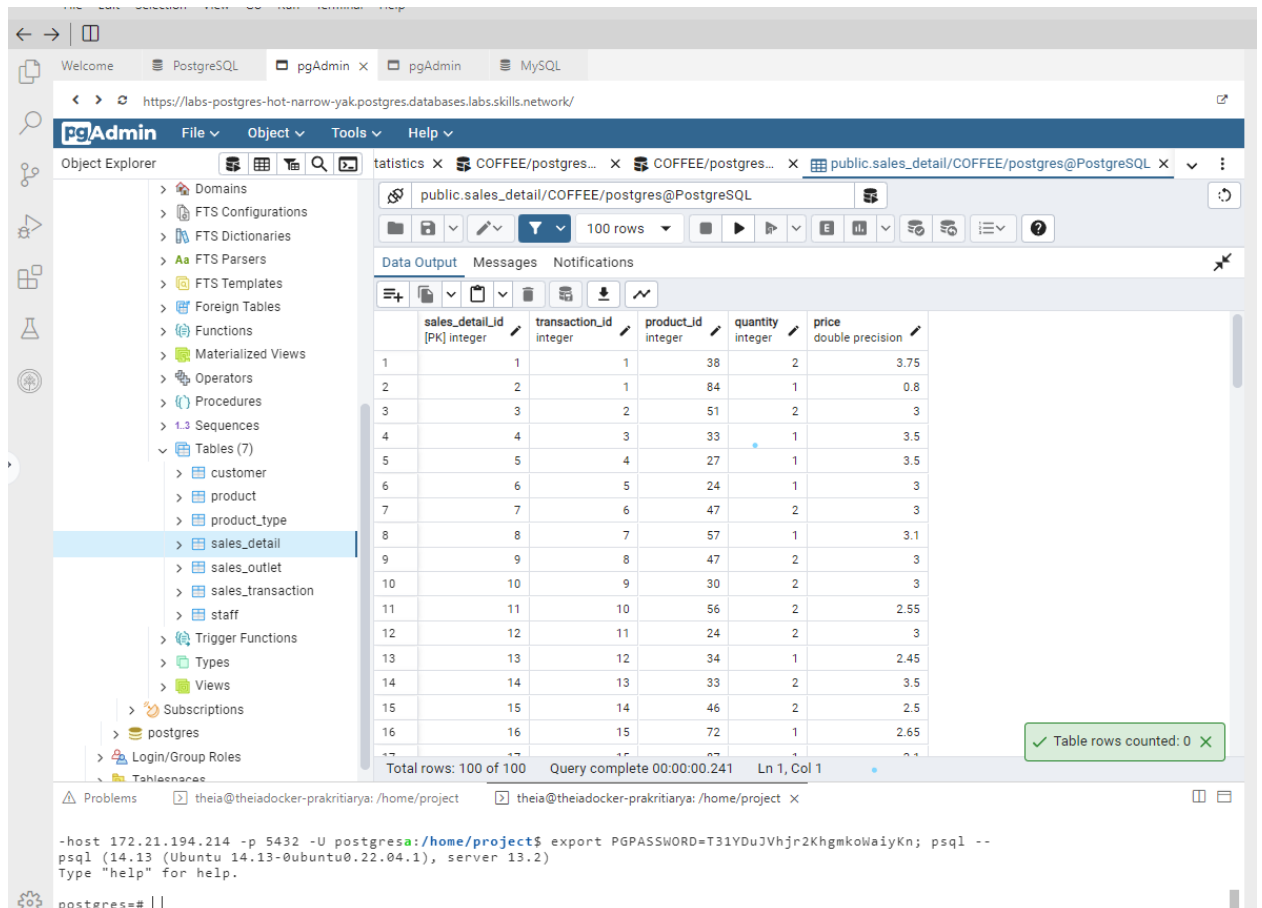 File Edit Selection View Go Run Terminal Help
Welcome PostgreSQL pgAdmin × pgAdmin MySQL
https://labs-postgres-hot-narrow-yak.postgres.databases.labs.skills.network/
pgAdmin File Object Tools Help
Object Explorer
tatistics × COFFEE/postgres... × COFFEE/postgres... × public.sales_detail/COFFEE/postgres@PostgreSQL ×
public.sales_detail/COFFEE/postgres@PostgreSQL
100 rows
Data Output Messages Notifications
Domains
FTS Configurations
FTS Dictionaries
Aa FTS Parsers
FTS Templates
Foreign Tables
Functions
Materialized Views
Operators
Procedures
1..3 Sequences
Tables (7)
customer
product
product_type
sales_detail
sales_outlet
sales_transaction
staff
Trigger Functions
Types
Views
Subscriptions
postgres
Login/Group Roles
Tablespaces
sales_detail_id transaction_id product_id quantity price
[PK] integer integer integer integer double precision
1 1 1 38 2 3.75
2 2 1 84 1 0.8
3 3 2 51 2 3
4 4 3 33 1 3.5
5 5 4 27 1 3.5
6 6 5 24 1 3
7 7 6 47 2 3
8 8 7 57 1 3.1
9 9 8 47 2 3
10 10 9 30 2 3
11 11 10 56 2 2.55
12 12 11 24 2 3
13 13 12 34 1 2.45
14 14 13 33 2 3.5
15 15 14 46 2 2.5
16 16 15 72 1 2.65
Table rows counted: 0 ×
Total rows: 100 of 100 Query complete 00:00:00.241 Ln 1, Col 1
Problems theia@theiadocker-prakritiarya: /home/project theia@theiadocker-prakritiarya: /home/project ×
-host 172.21.194.214 -p 5432 -U postgresa:/home/project$ export PGPASSWORD=T31YDuJVhjr2KhgmkoWaiyKn; psql --
psql (14.13 (Ubuntu 14.13-0ubuntu0.22.04.1), server 13.2)
Type "help" for help.
postgres=#